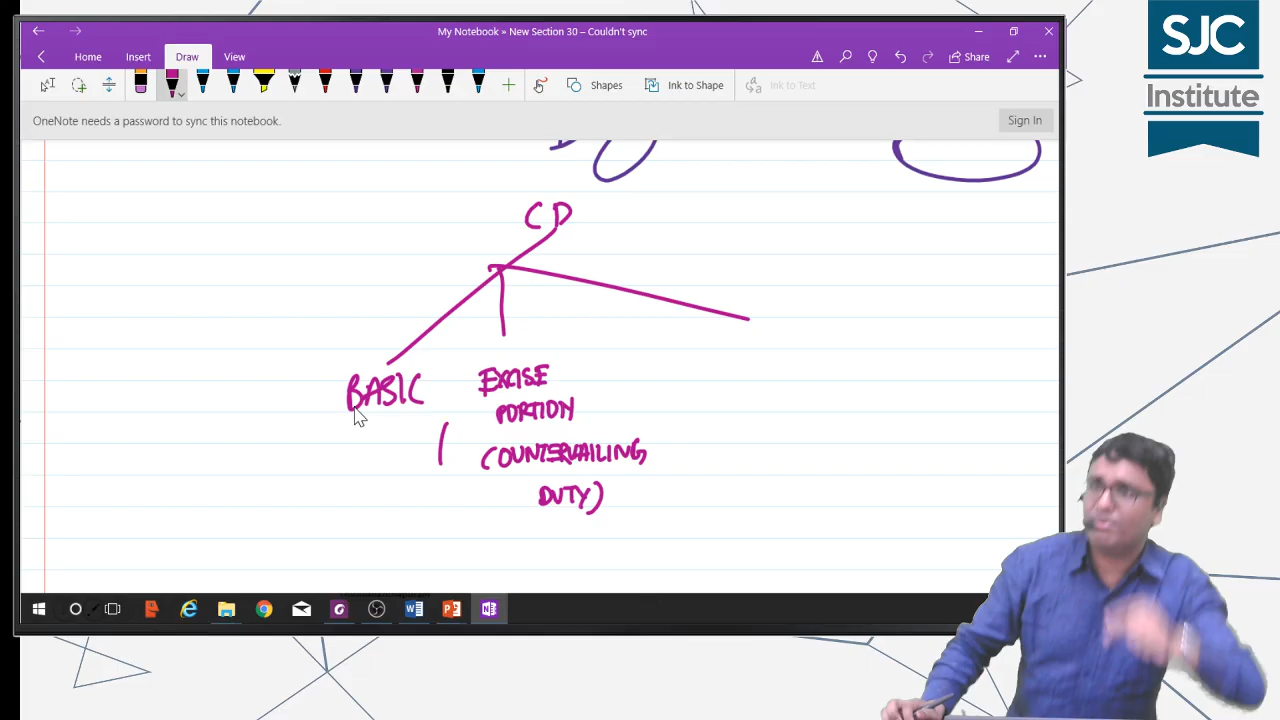 My Notebook » New Section 30 – Couldn't sync
Home Insert Draw View
Share
Shapes
Ink to Shape
Ink to Text
OneNote needs a password to sync this notebook.
Sign In
SJC
Institute
CD
BASIC
EXCISE
PORTION
(COUNTERVAILING
DUTY)